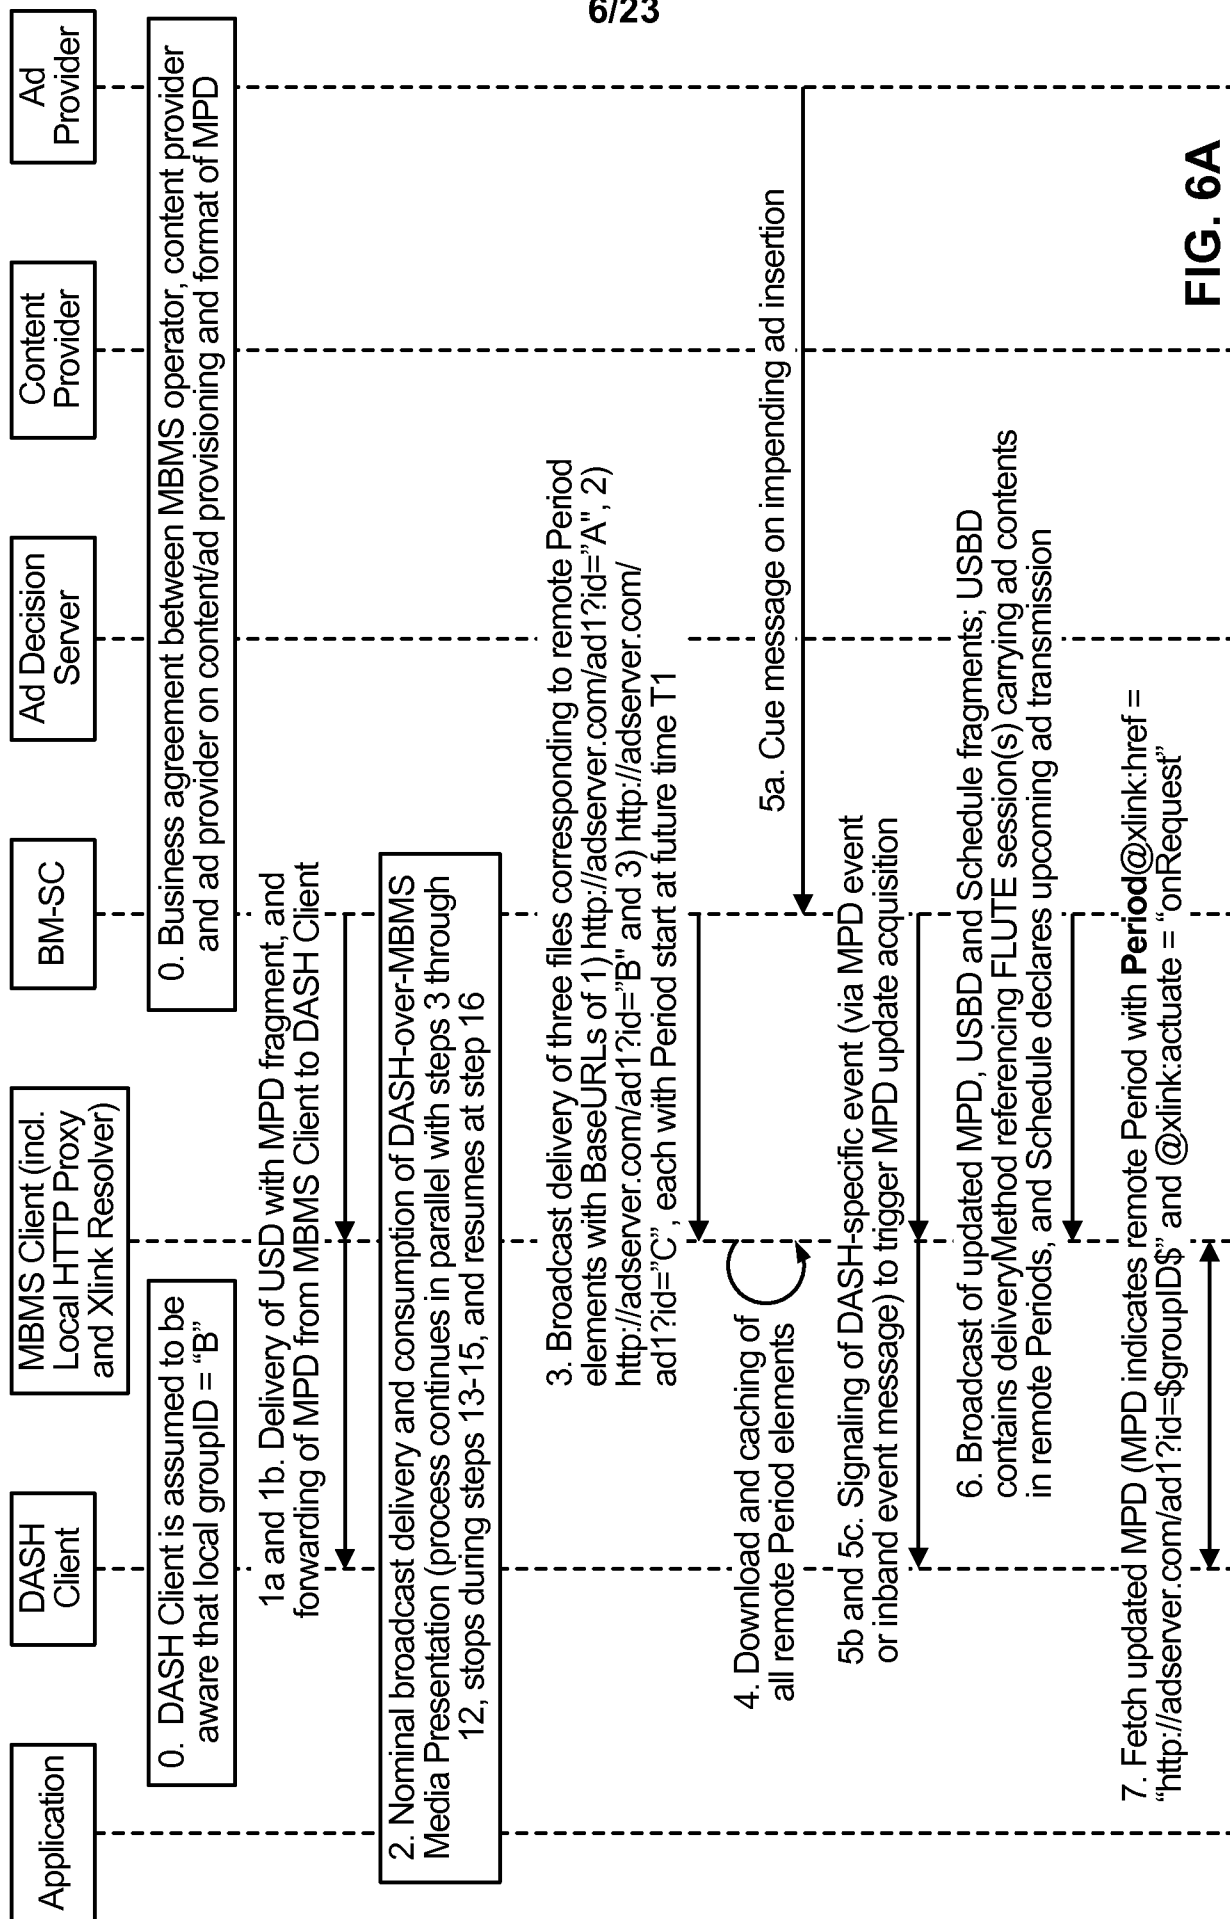 6/23
Application
DASH
Client
MBMS Client (incl.
Local HTTP Proxy
and Xlink Resolver)
BM-SC
Ad Decision
Server
Content
Provider
Ad
Provider
0. DASH Client is assumed to be
aware that local groupID = “B”
0. Business agreement between MBMS operator, content provider
and ad provider on content/ad provisioning and format of MPD
1a and 1b. Delivery of USD with MPD fragment, and
forwarding of MPD from MBMS Client to DASH Client
2. Nominal broadcast delivery and consumption of DASH-over-MBMS
Media Presentation (process continues in parallel with steps 3 through
12, stops during steps 13-15, and resumes at step 16
3. Broadcast delivery of three files corresponding to remote Period
elements with BaseURLs of 1) http://adserver.com/ad1?id=”A", 2)
http://adserver.com/ad1?id=”B" and 3) http://adserver.com/
ad1?id=”C”, each with Period start at future time T1
4. Download and caching of
all remote Period elements
5a. Cue message on impending ad insertion
5b and 5c. Signaling of DASH-specific event (via MPD event
or inband event message) to trigger MPD update acquisition
6. Broadcast of updated MPD, USBD and Schedule fragments; USBD
contains deliveryMethod referencing FLUTE session(s) carrying ad contents
in remote Periods, and Schedule declares upcoming ad transmission
7. Fetch updated MPD (MPD indicates remote Period with Period@xlink:href =
“http://adserver.com/ad1?id=$groupID$” and @xlink:actuate = “onRequest”
FIG. 6A